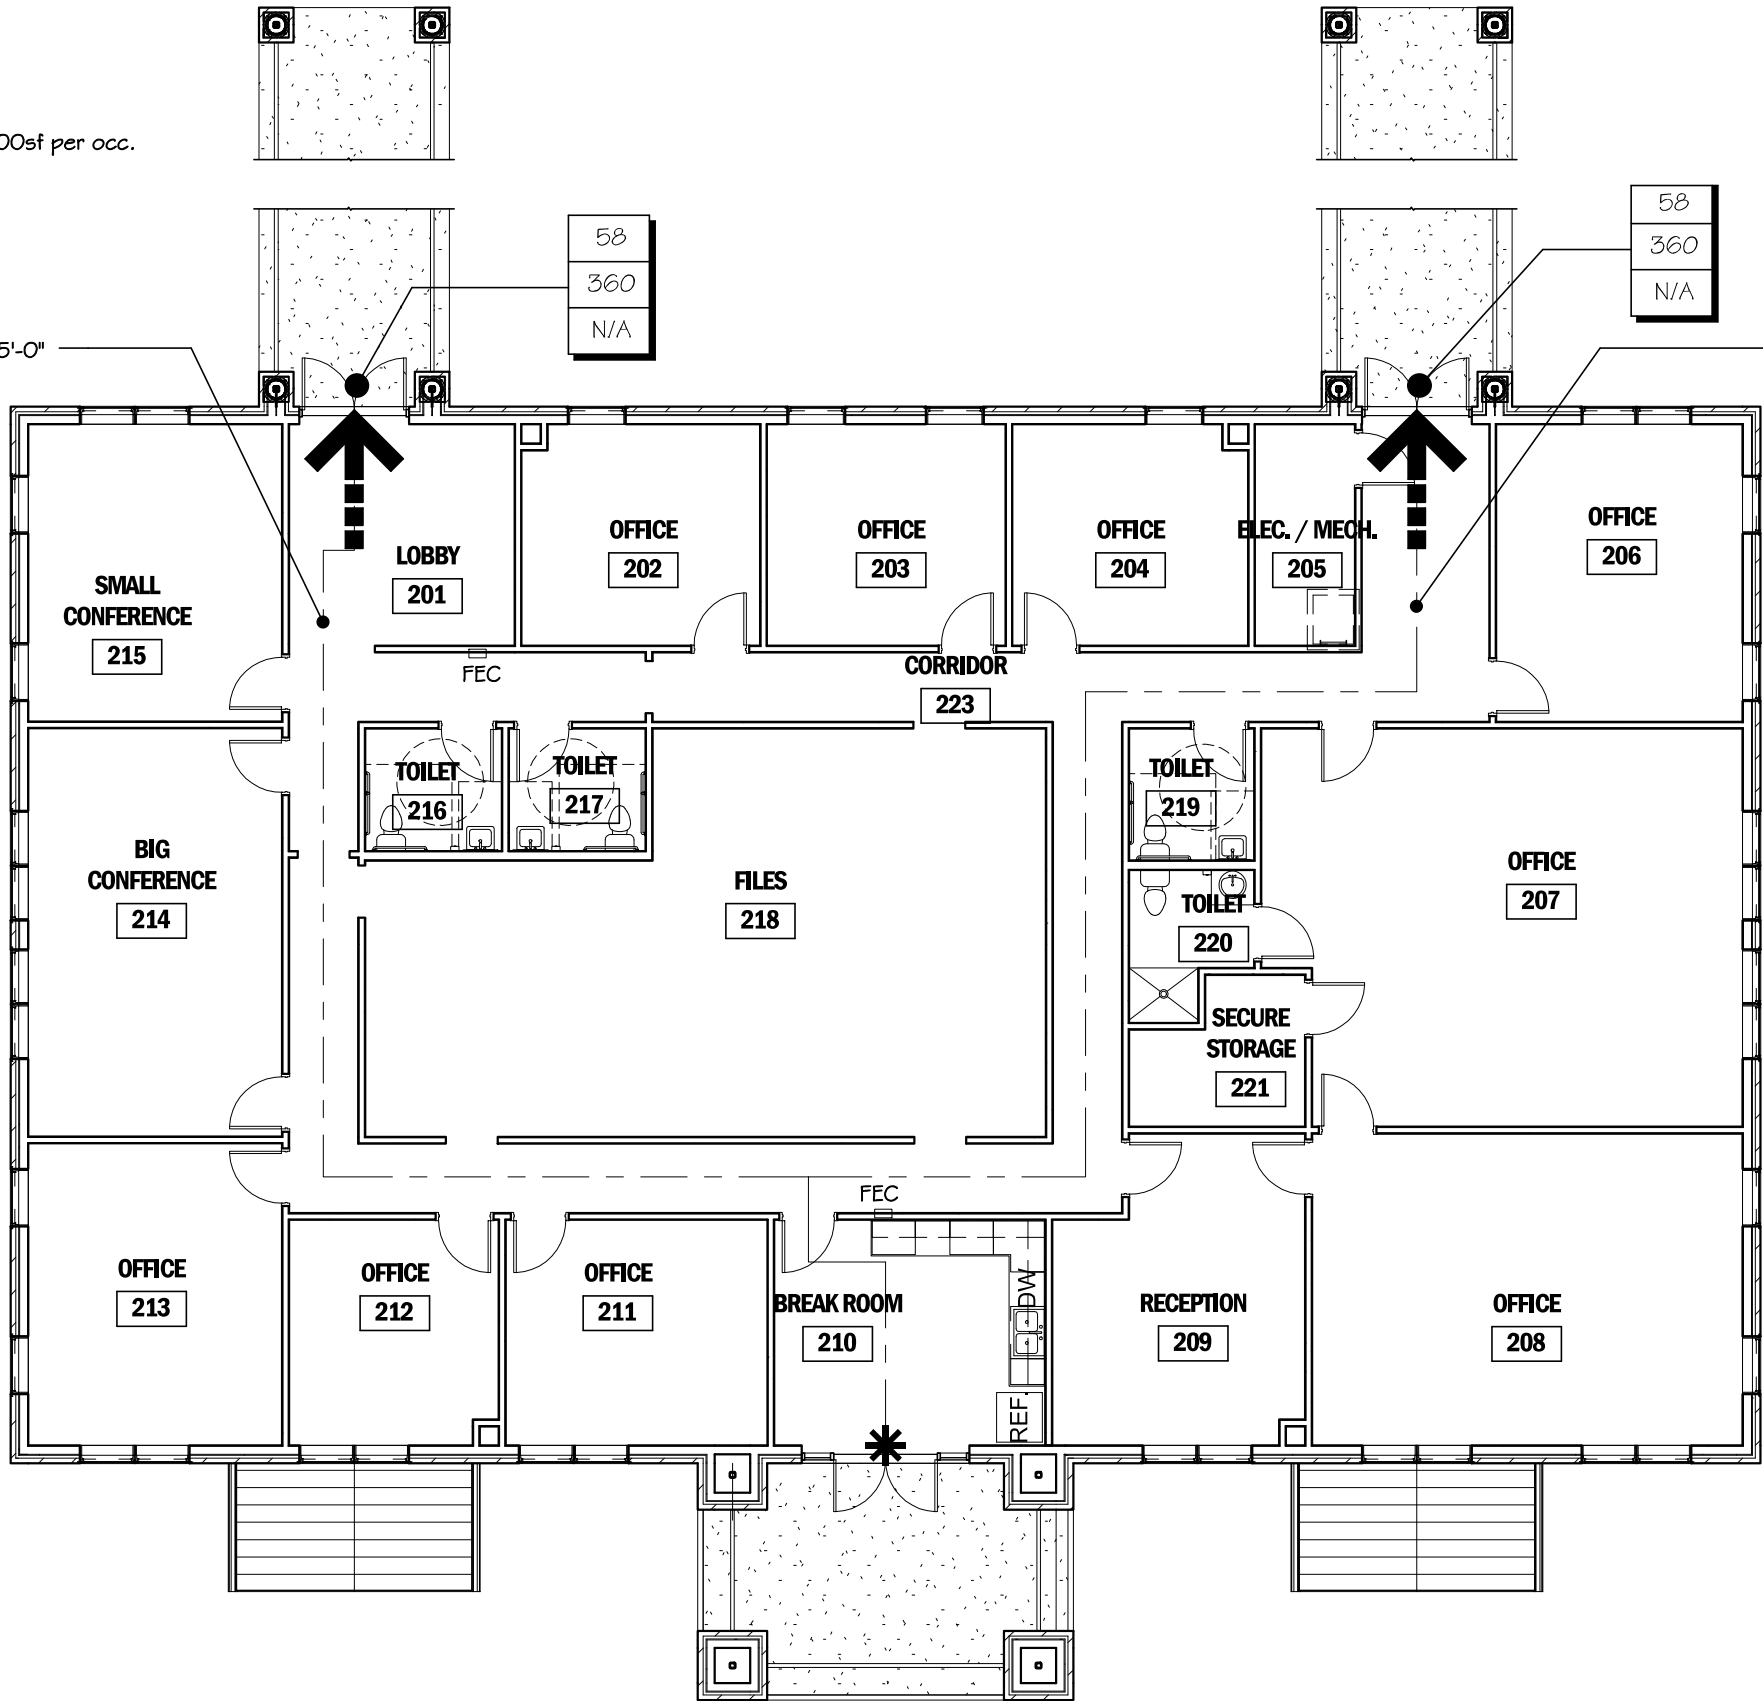 00sf per occ.
58
360
N/A
58
360
N/A
5'-0"
OFFICE
206
OFFICE
202
OFFICE
203
OFFICE
204
ELEC. / MECH.
205
LOBBY
201
SMALL
CONFERENCE
215
FEC
CORRIDOR
223
TOILET
216
TOILET
217
TOILET
219
BIG
CONFERENCE
214
FILES
218
OFFICE
207
TOILET
220
SECURE
STORAGE
221
FEC
OFFICE
213
OFFICE
212
OFFICE
211
BREAK ROOM
210
DW
REF.
RECEPTION
209
OFFICE
208